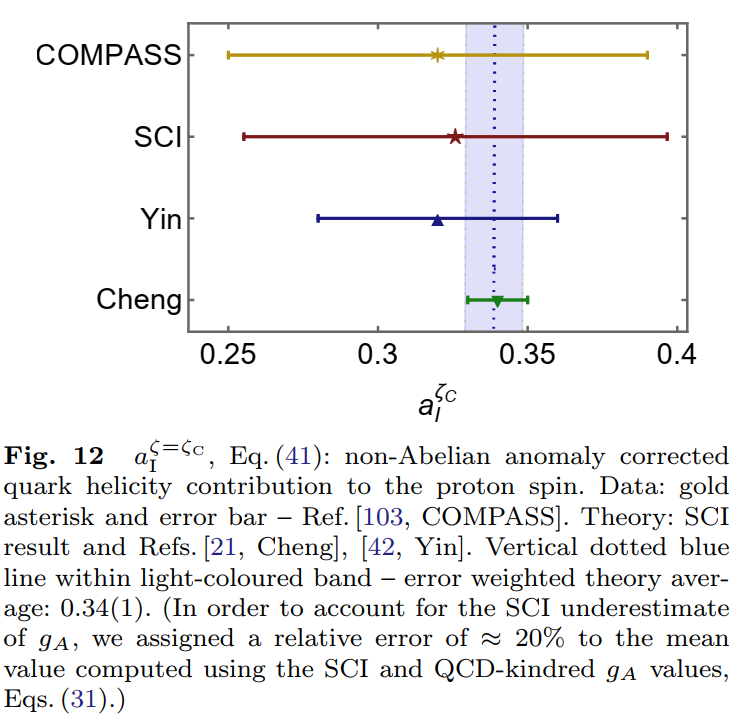 COMPASS
SCI
Yin
Cheng
0.25 0.3 0.35 0.4
a_I^{ζ_C}
Fig. 12 a_I^{ζ=ζ_C}, Eq. (41): non-Abelian anomaly corrected
quark helicity contribution to the proton spin. Data: gold
asterisk and error bar – Ref. [103, COMPASS]. Theory: SCI
result and Refs. [21, Cheng], [42, Yin]. Vertical dotted blue
line within light-coloured band – error weighted theory aver-
age: 0.34(1). (In order to account for the SCI underestimate
of g_A, we assigned a relative error of ≈ 20% to the mean
value computed using the SCI and QCD-kindred g_A values,
Eqs. (31).)